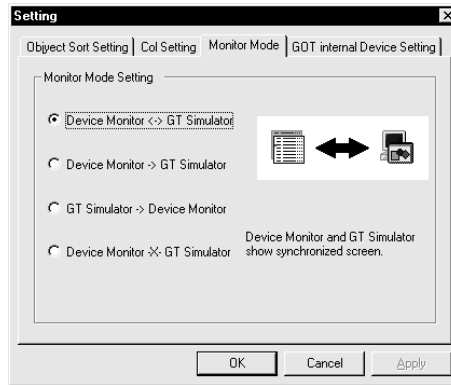 Setting
Obiyect Sort Setting
Col Setting
Monitor Mode
GOT internal Device Setting
Monitor Mode Setting
Device Monitor <-> GT Simulator
Device Monitor -> GT Simulator
GT Simulator -> Device Monitor
Device Monitor -X- GT Simulator
Device Monitor and GT Simulator
show synchronized screen.
OK
Cancel
Apply